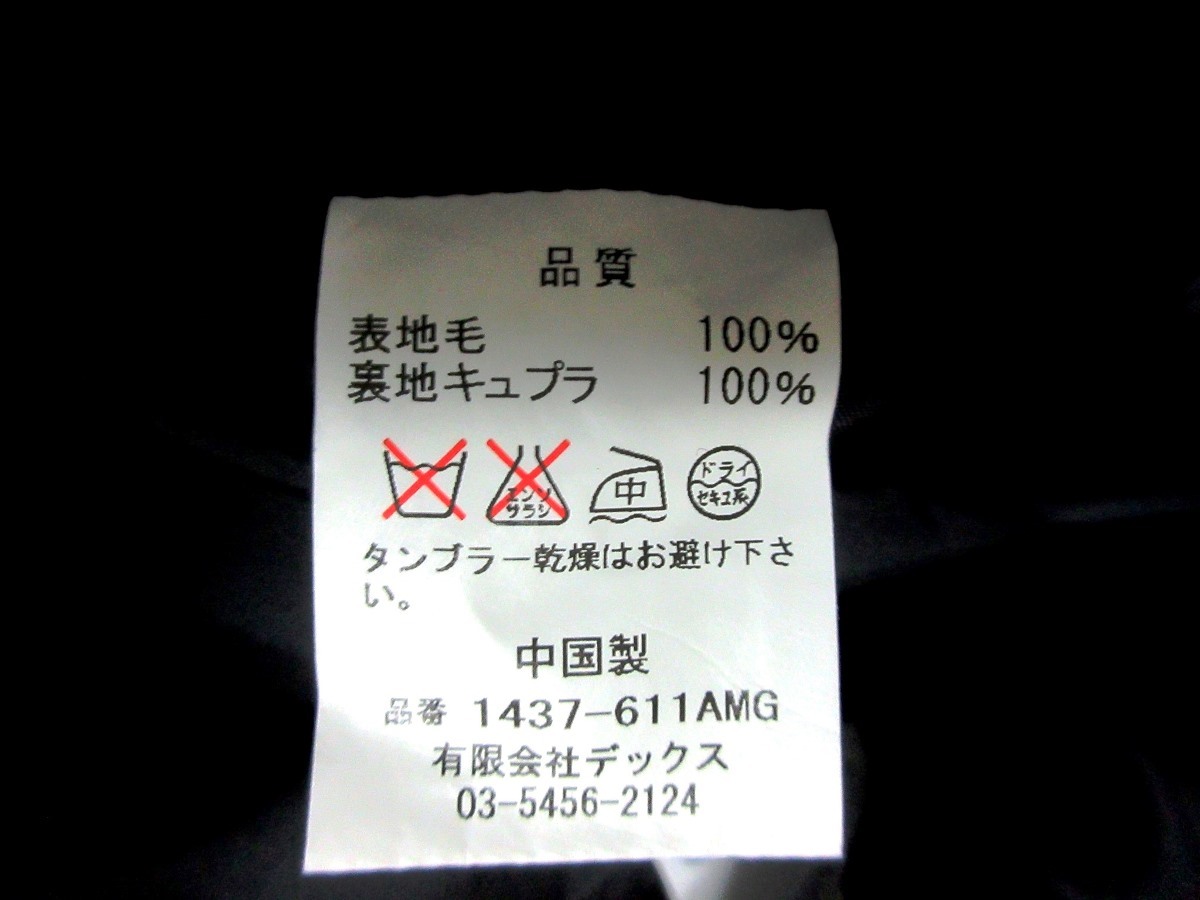 品質
表地毛 100%
裏地キュプラ 100%
エンソ サラシ 中 ドライ セキュ系
タンブラー乾燥はお避け下さ
い。
中国製
品番 1437-611AMG
有限会社デックス
03-5456-2124